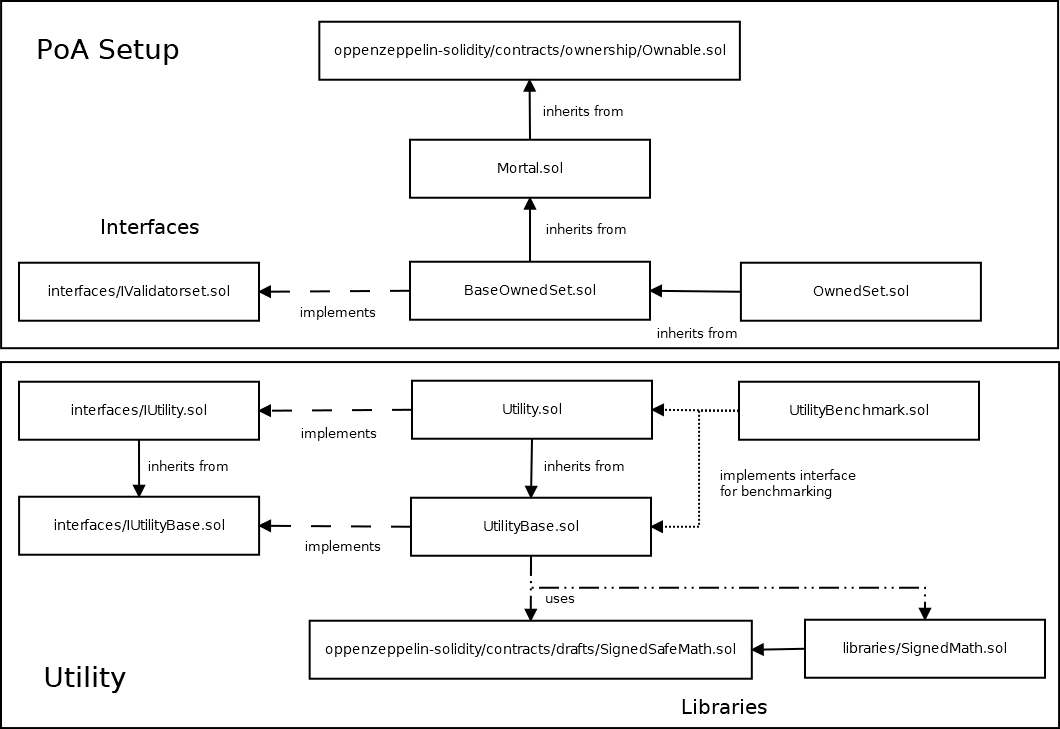 PoA Setup
oppenzeppelin-solidity/contracts/ownership/Ownable.sol
inherits from
Mortal.sol
Interfaces
inherits from
interfaces/IValidatorset.sol
BaseOwnedSet.sol
OwnedSet.sol
implements
inherits from
interfaces/IUtility.sol
Utility.sol
UtilityBenchmark.sol
implements
inherits from
inherits from
implements interface
for benchmarking
interfaces/IUtilityBase.sol
UtilityBase.sol
implements
uses
oppenzeppelin-solidity/contracts/drafts/SignedSafeMath.sol
libraries/SignedMath.sol
Utility
Libraries